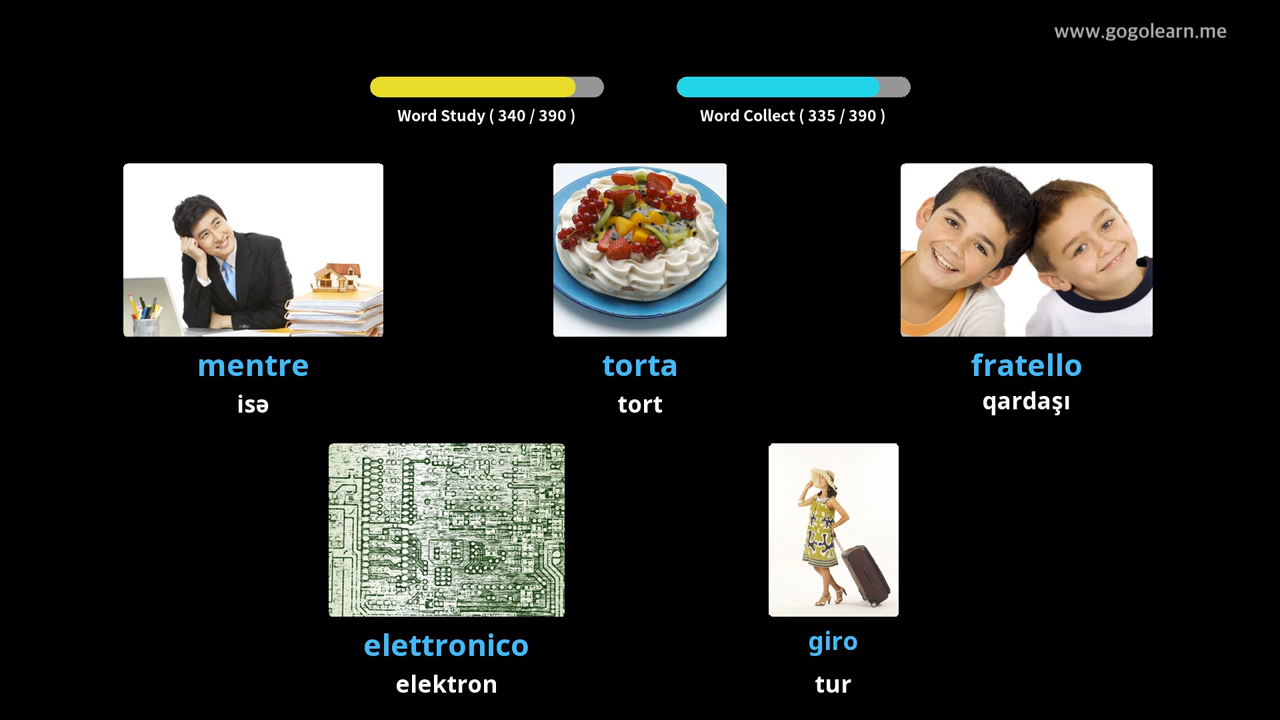 www.gogolearn.me
Word Study ( 340 / 390 )
Word Collect ( 335 / 390 )
mentre
isə
torta
tort
fratello
qardaşı
elettronico
elektron
giro
tur